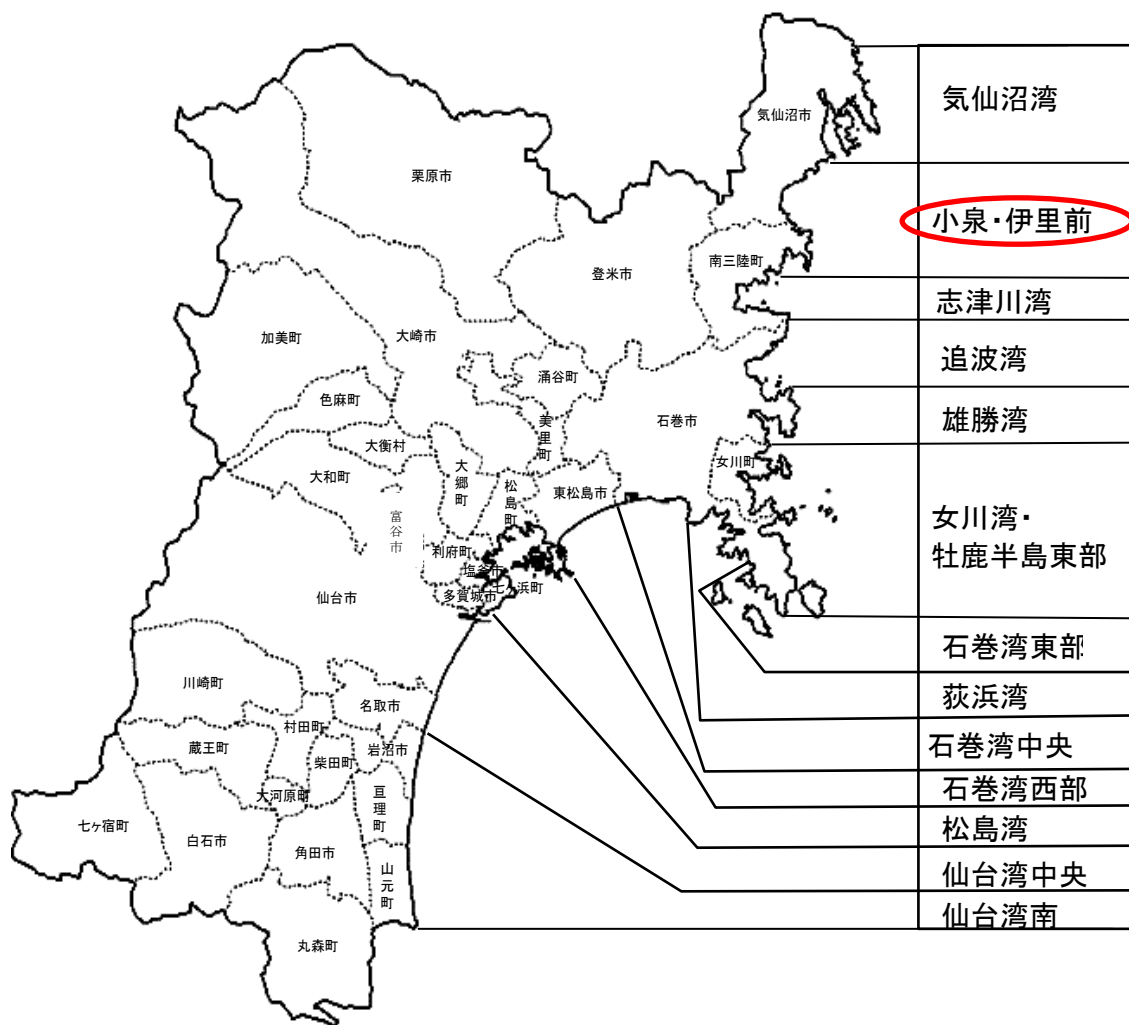 気仙沼市
栗原市
登米市
南三陸町
加美町
大崎市
涌谷町
色麻町
美里町
石巻市
大衡村
女川町
大和町
大郷町
松島町
東松島市
富谷市
利府町
塩釜市
七ヶ浜町
多賀城市
仙台市
川崎町
名取市
村田町
蔵王町
岩沼市
柴田町
大河原町
亘理町
七ヶ宿町
白石市
角田市
山元町
丸森町
気仙沼湾
小泉・伊里前
志津川湾
追波湾
雄勝湾
女川湾・
牡鹿半島東部
石巻湾東部
荻浜湾
石巻湾中央
石巻湾西部
松島湾
仙台湾中央
仙台湾南